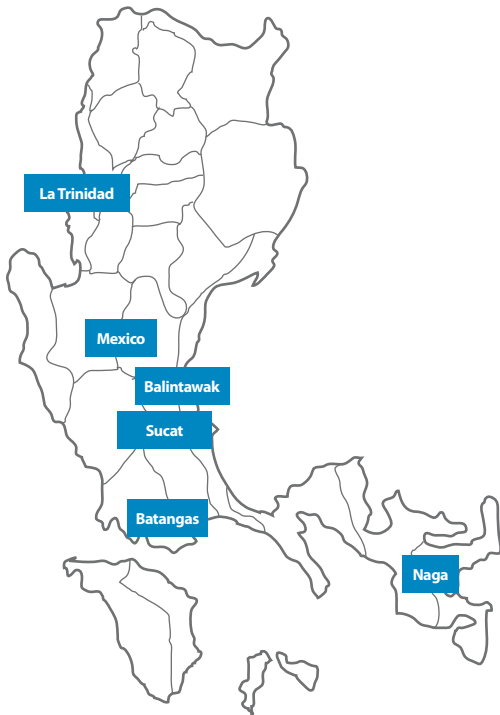 La Trinidad
Mexico
Balintawak
Sucat
Batangas
Naga